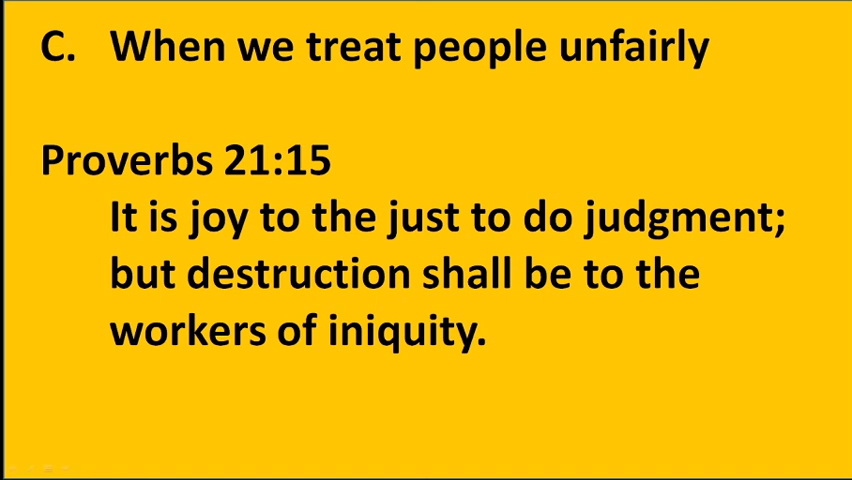 C. When we treat people unfairly
Proverbs 21:15
It is joy to the just to do judgment;
but destruction shall be to the
workers of iniquity.